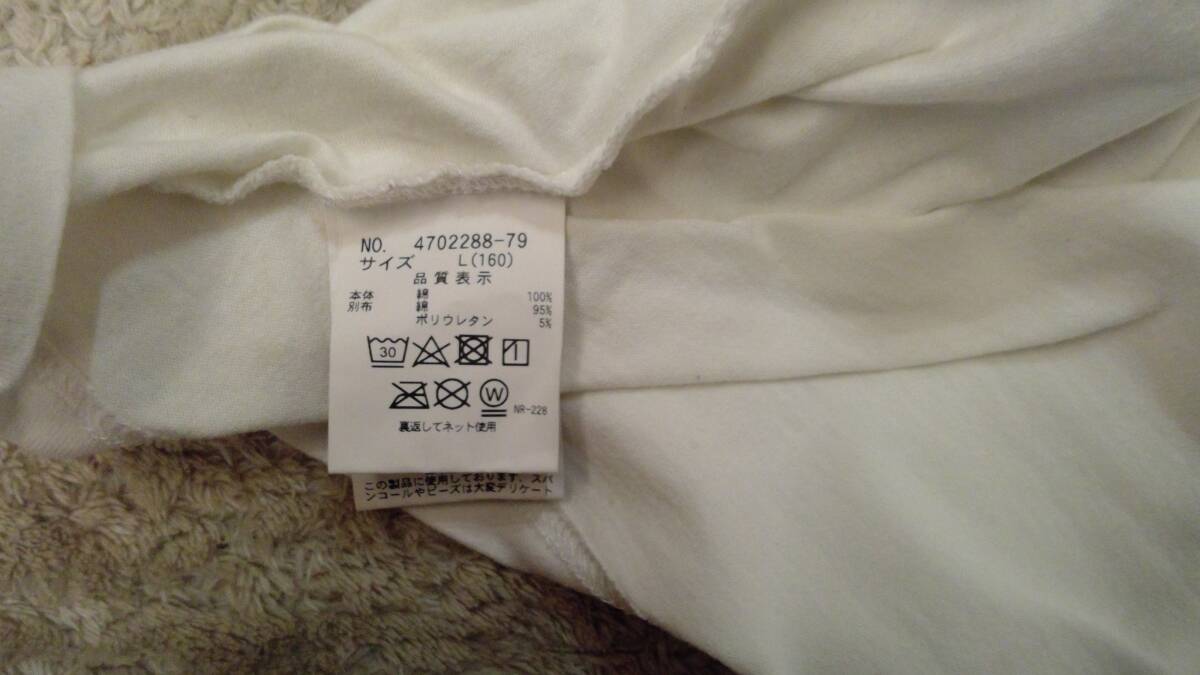 NO. 4702288-79
サイズ L(160)
品質表示
本体 綿 100%
別布 綿 95%
ポリウレタン 5%
30
W
NR-228
裏返してネット使用
この製品に使用しております、スパ
ンコールやビーズは大変デリケート